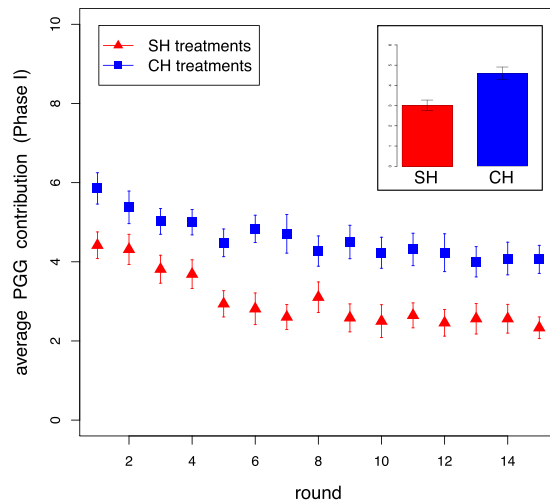 SH treatments
CH treatments
SH
CH
average PGG contribution (Phase I)
10
8
6
4
2
0
2
4
6
8
10
12
14
round